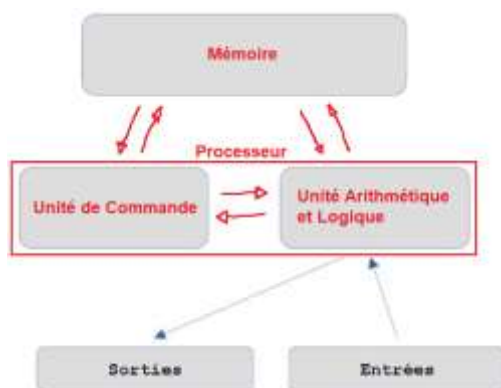 Mémoire
Processeur
Unité de Commande
Unité Arithmétique
et Logique
Sorties
Entrées